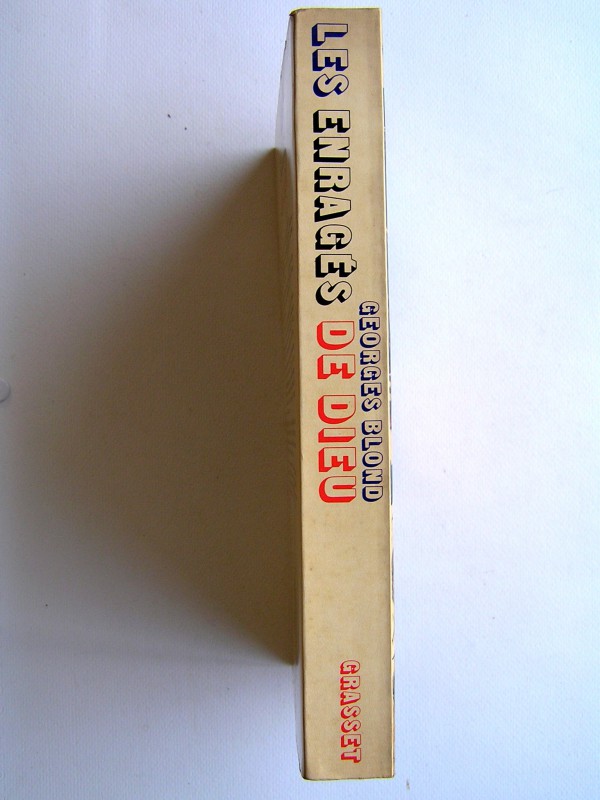 LES ENRAGÉS DE DIEU
GEORGES BLOND
GRASSET